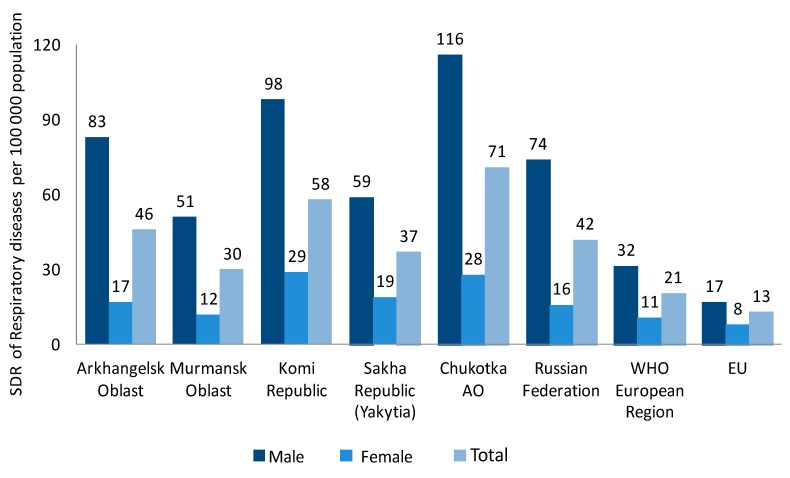 SDR of Respiratory diseases per 100 000 population
120
90
60
30
0
83
17
46
51
12
30
98
29
58
59
19
37
116
28
71
74
16
42
32
11
21
17
8
13
Arkhangelsk
Oblast
Murmansk
Oblast
Komi
Republic
Sakha
Republic
(Yakytia)
Chukotka
AO
Russian
Federation
WHO
European
Region
EU
Male
Female
Total